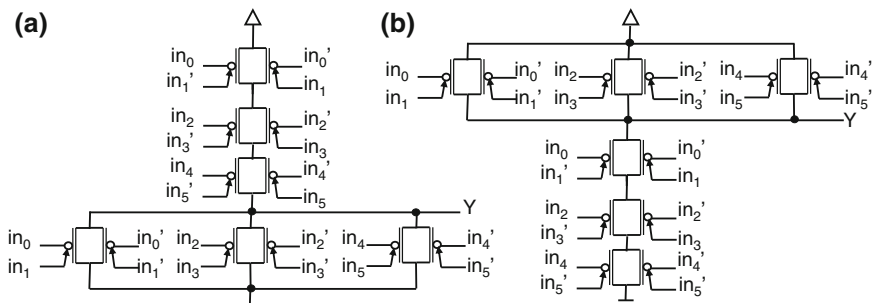 (a)
in₀ in₀'
in₁' in₁
in₂ in₂'
in₃' in₃
in₄ in₄'
in₅' in₅
Y
in₀ in₀' in₂ in₂' in₄ in₄'
in₁ in₁' in₃ in₃' in₅ in₅'
(b)
in₀ in₀' in₂ in₂' in₄ in₄'
in₁ in₁' in₃ in₃' in₅ in₅'
Y
in₀ in₀'
in₁' in₁
in₂ in₂'
in₃' in₃
in₄ in₄'
in₅' in₅'